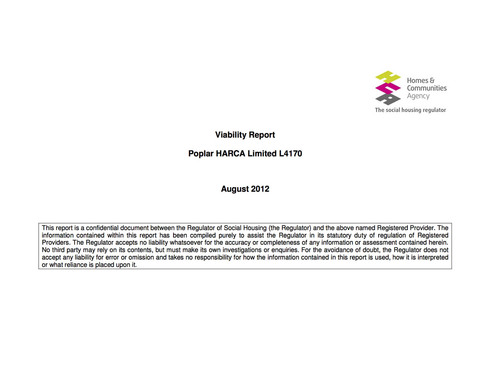 Homes &
Communities
Agency
The social housing regulator
Viability Report
Poplar HARCA Limited L4170
August 2012
This report is a confidential document between the Regulator of Social Housing (the Regulator) and the above named Registered Provider. The
information contained within this report has been compiled purely to assist the Regulator in its statutory duty of regulation of Registered
Providers. The Regulator accepts no liability whatsoever for the accuracy or completeness of any information or assessment contained herein.
No third party may rely on its contents, but must make its own investigations or enquiries. For the avoidance of doubt, the Regulator does not
accept any liability for error or omission and takes no responsibility for how the information contained in this report is used, how it is interpreted
or what reliance is placed upon it.